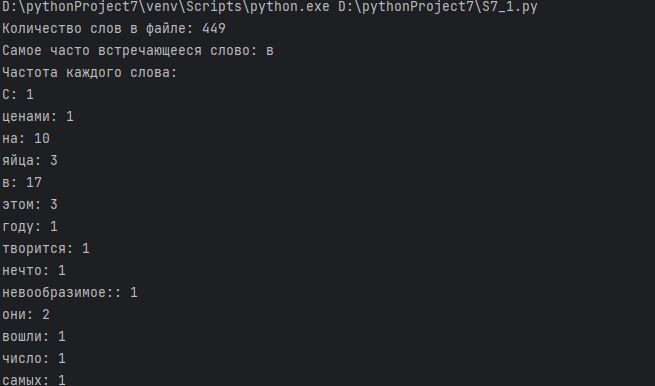 D:\pythonProject7\venv\Scripts\python.exe D:\pythonProject7\S7_1.py
Количество слов в файле: 449
Самое часто встречающееся слово: в
Частота каждого слова:
С: 1
ценами: 1
на: 10
яйца: 3
в: 17
этом: 3
году: 1
творится: 1
нечто: 1
невообразимое:: 1
они: 2
вошли: 1
число: 1
самых: 1